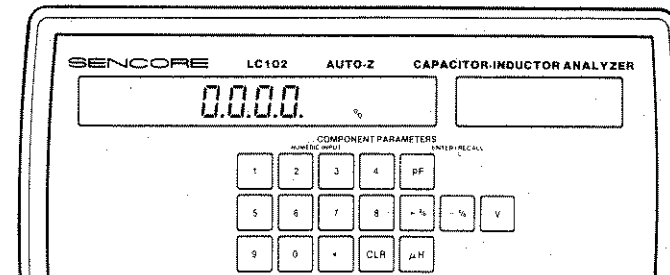 SENCORE LC102 AUTO-Z CAPACITOR-INDUCTOR ANALYZER
0.0.0.0. %
COMPONENT PARAMETERS
NUMERIC INPUT ENTER/RECALL
1 2 3 4 pF
5 6 7 8 +% -% V
9 0 . CLR μH